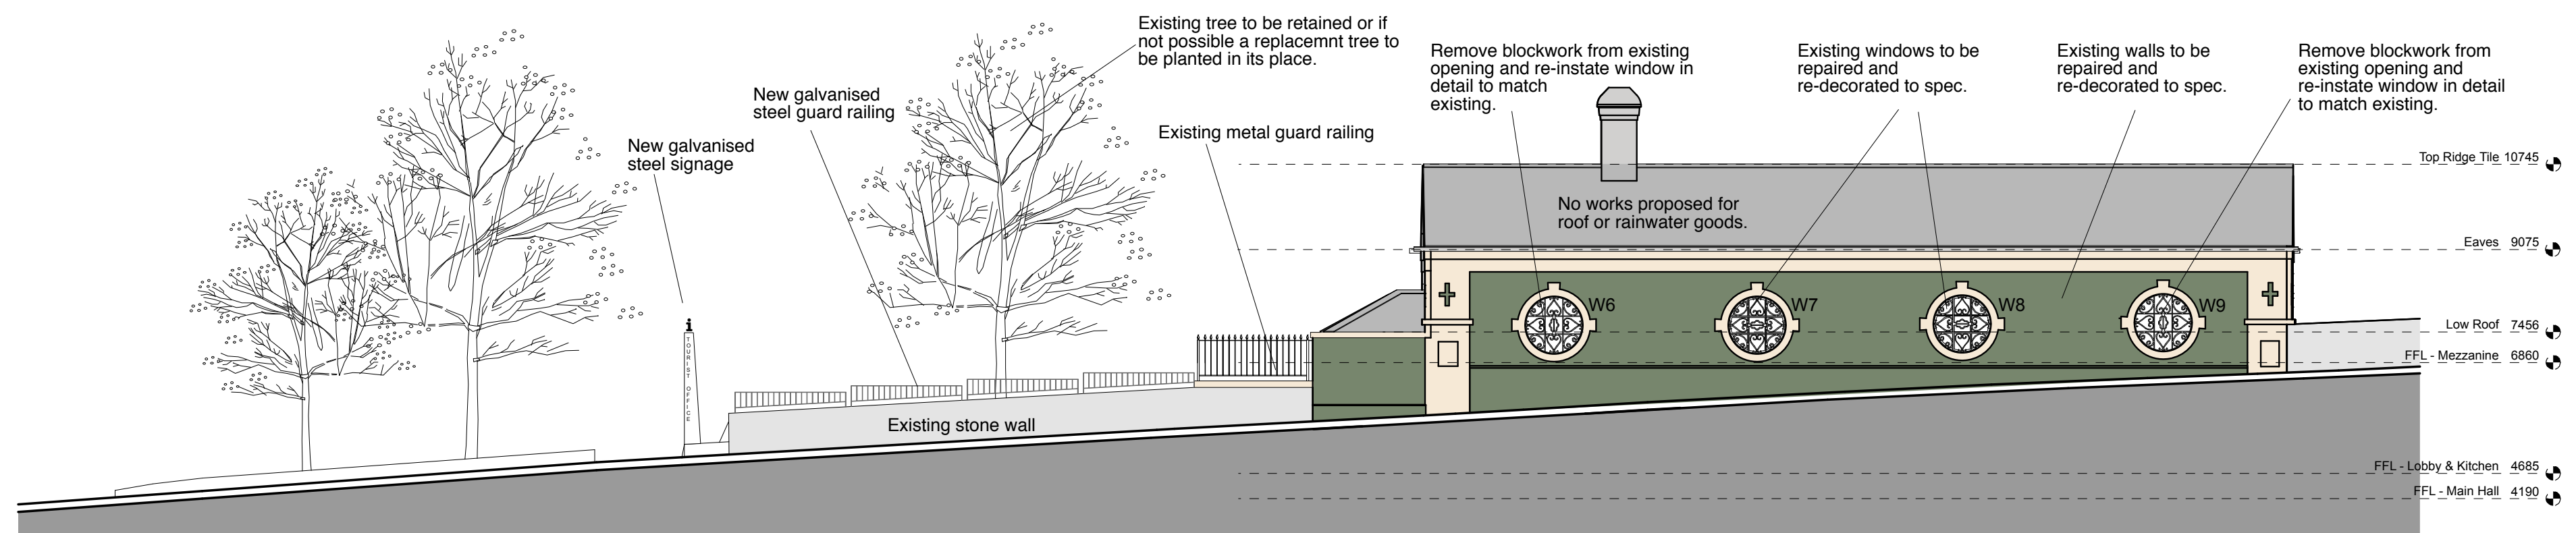 Existing tree to be retained or if
not possible a replacemnt tree to
be planted in its place.
Remove blockwork from existing
opening and re-instate window in
detail to match
existing.
Existing windows to be
repaired and
re-decorated to spec.
Existing walls to be
repaired and
re-decorated to spec.
Remove blockwork from
existing opening and
re-instate window in detail
to match existing.
New galvanised
steel guard railing
Existing metal guard railing
New galvanised
steel signage
Top Ridge Tile 10745
No works proposed for
roof or rainwater goods.
Eaves 9075
W6
W7
W8
W9
i
TOURIST OFFICE
Low Roof 7456
FFL - Mezzanine 6860
Existing stone wall
FFL - Lobby & Kitchen 4685
FFL - Main Hall 4190